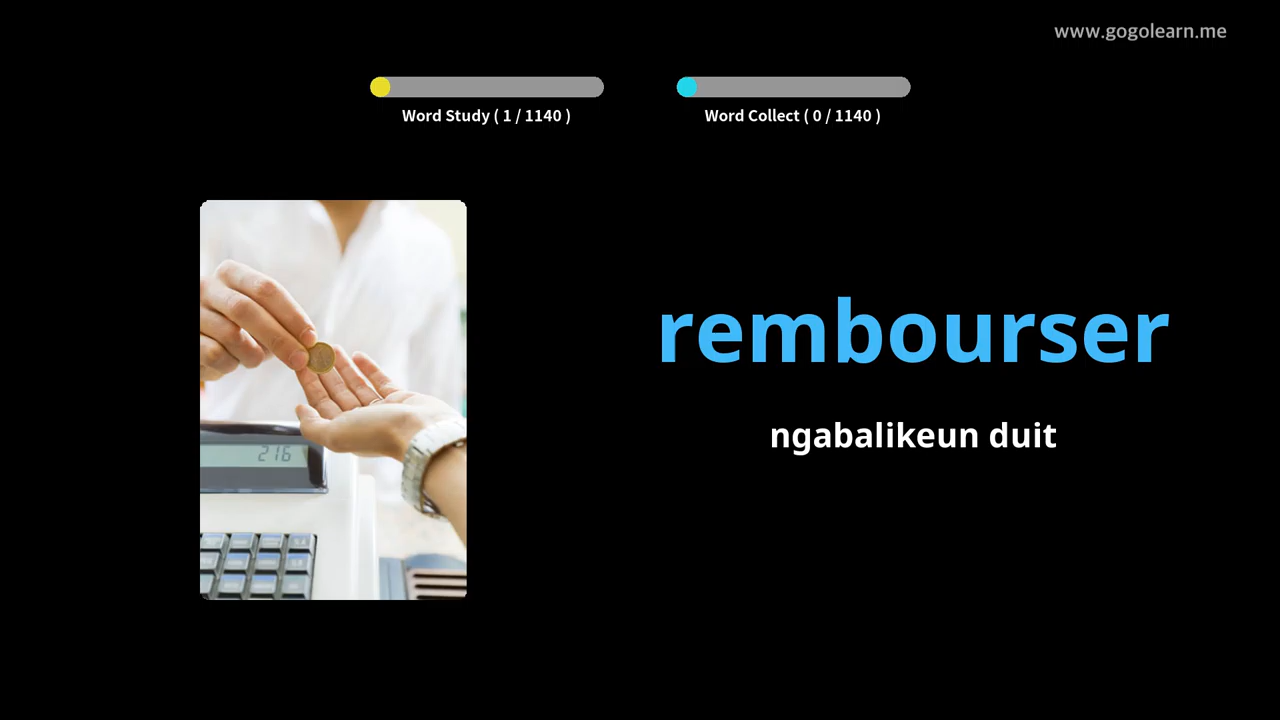 www.gogolearn.me
Word Study ( 1 / 1140 )
Word Collect ( 0 / 1140 )
rembourser
ngabalikeun duit
216